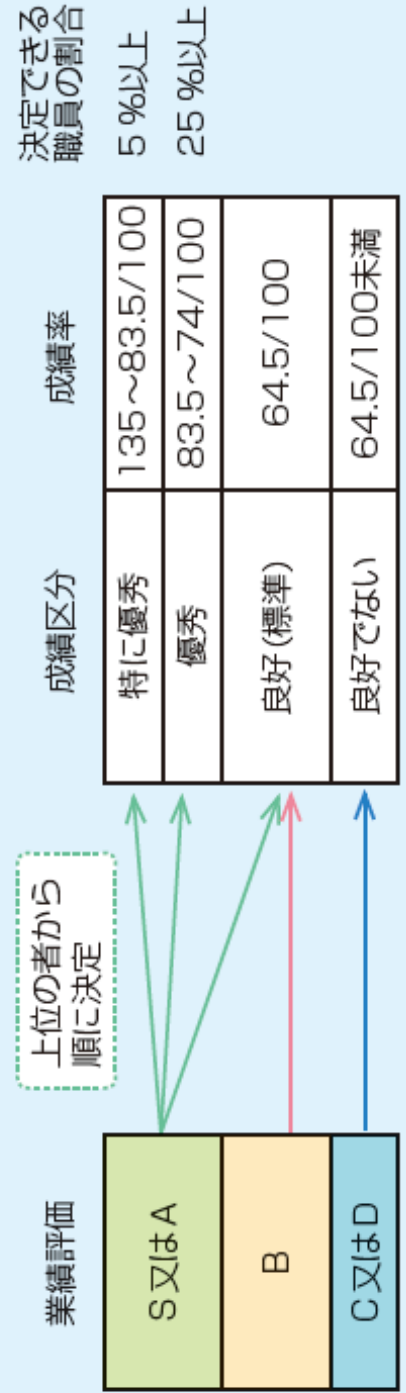 業績評価
成績区分
成績率
決定できる
職員の割合
上位の者から
順に決定
S又はA
特に優秀
135～83.5/100
5 %以上
優秀
83.5～74/100
25 %以上
B
良好(標準)
64.5/100
C又はD
良好でない
64.5/100未満